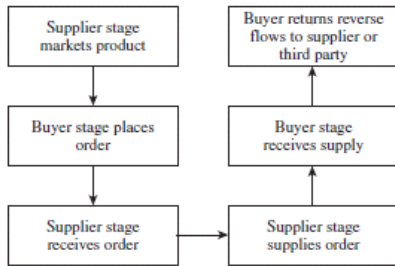 Supplier stage
markets product
Buyer stage places
order
Supplier stage
receives order
Supplier stage
supplies order
Buyer stage
receives supply
Buyer returns reverse
flows to supplier or
third party